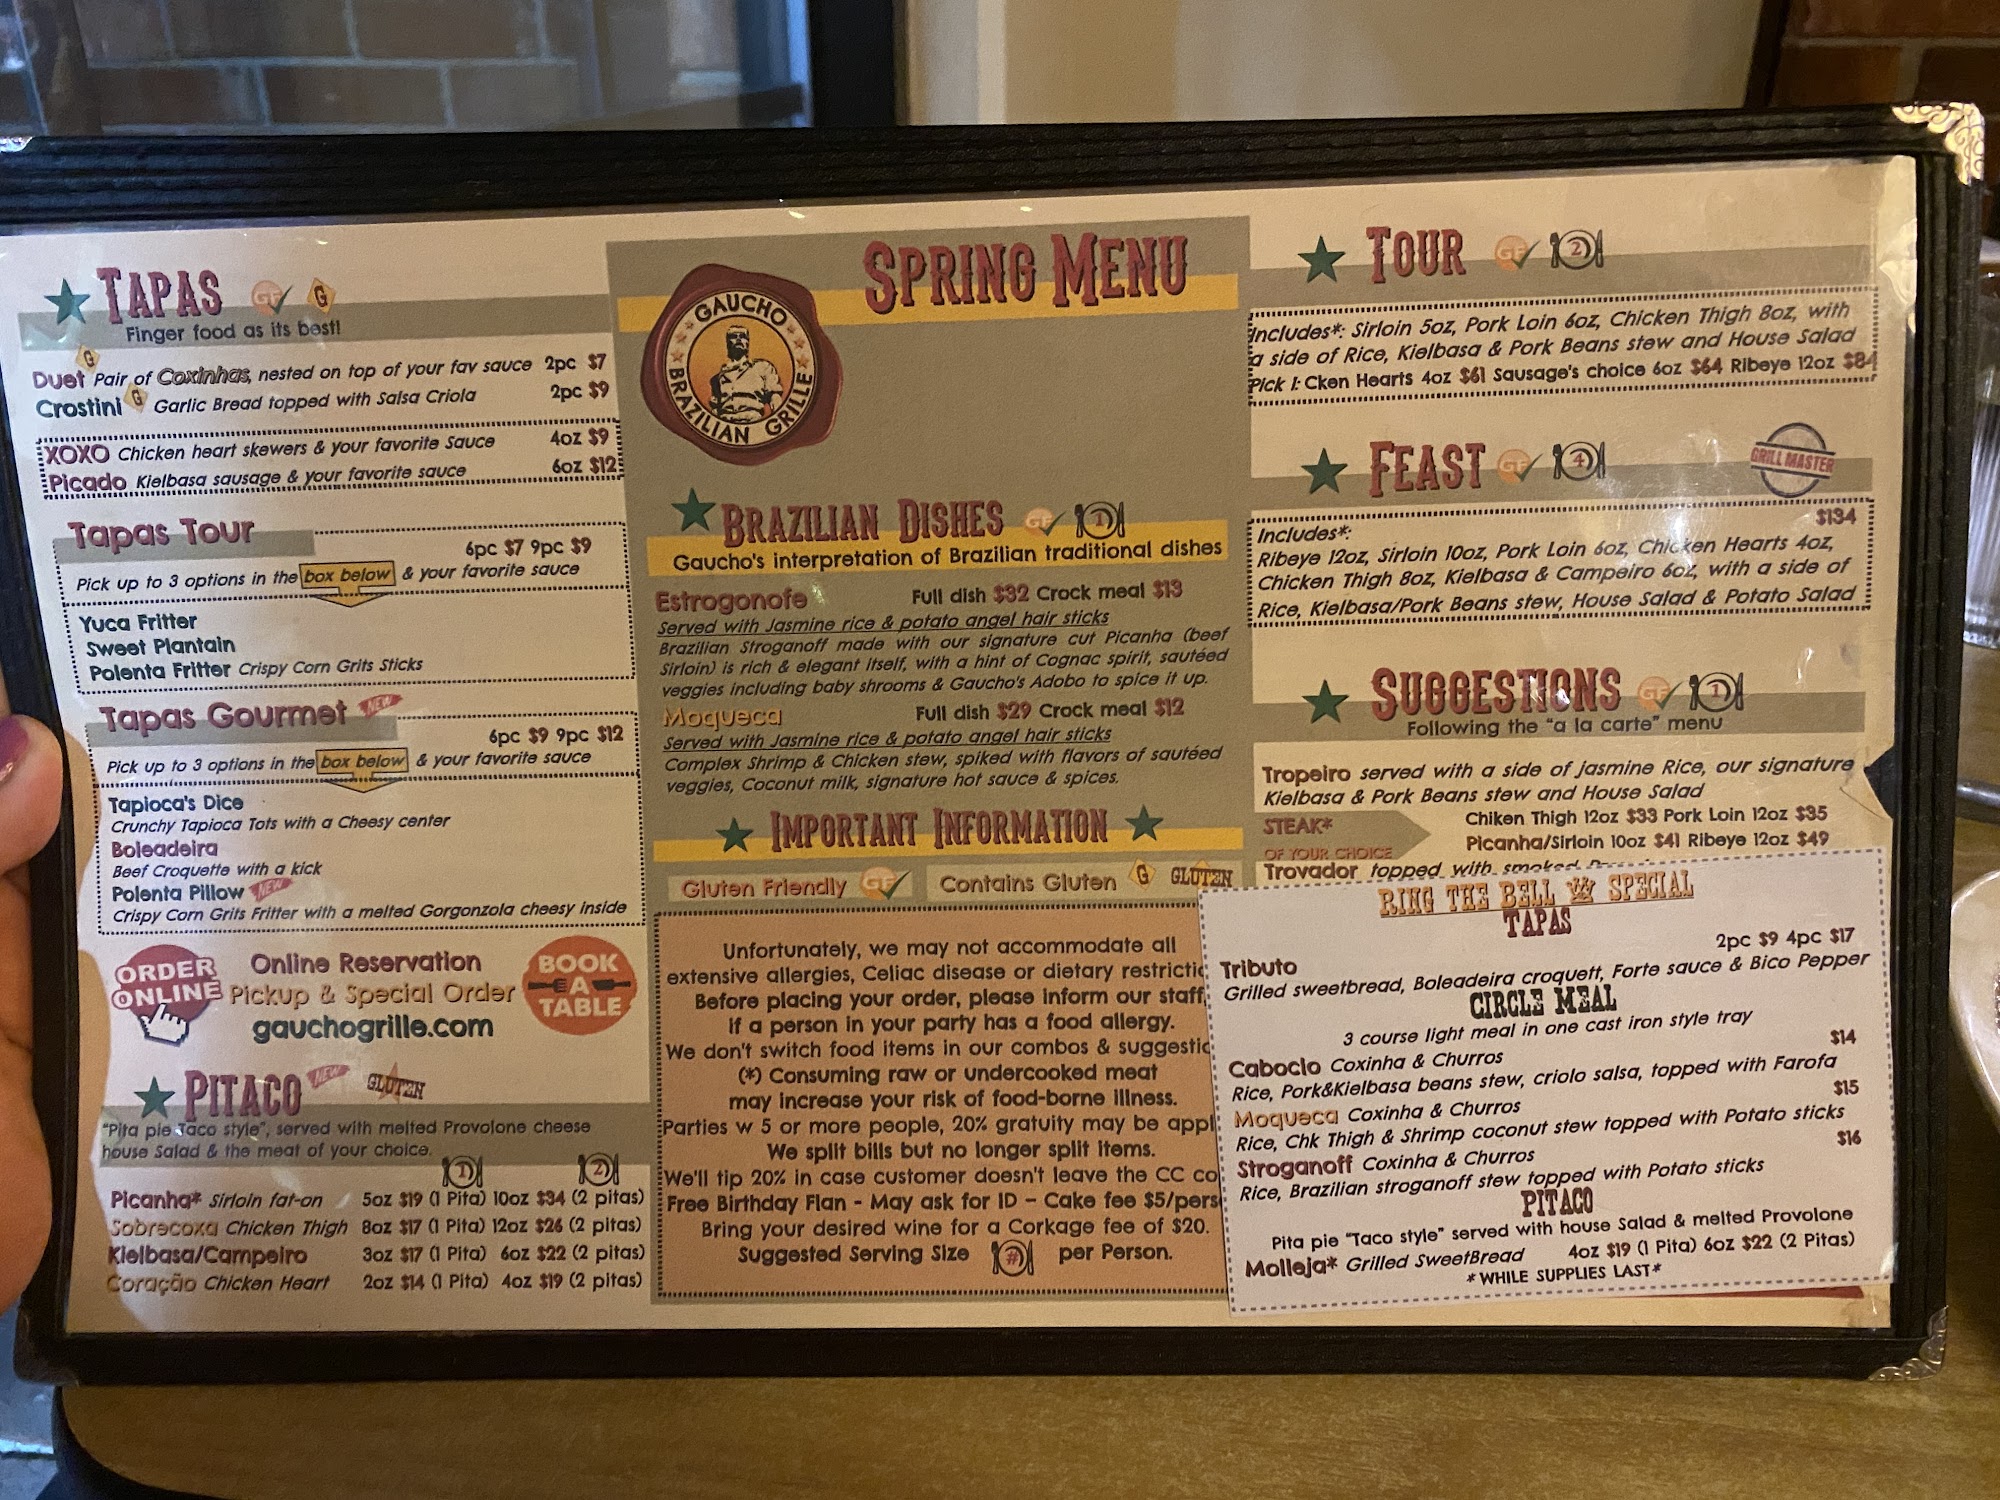 TAPAS GF G
Finger food as its best!
G
Duet Pair of Coxinhas, nested on top of your fav sauce 2pc $7
Crostini G Garlic Bread topped with Salsa Criola 2pc $9
XOXO Chicken heart skewers & your favorite Sauce 4oz $9
Picado Kielbasa sausage & your favorite sauce 6oz $12
Tapas Tour
6pc $7 9pc $9
Pick up to 3 options in the box below & your favorite sauce
Yuca Fritter
Sweet Plantain
Polenta Fritter Crispy Corn Grits Sticks
Tapas Gourmet NEW
6pc $9 9pc $12
Pick up to 3 options in the box below & your favorite sauce
Tapioca's Dice
Crunchy Tapioca Tots with a Cheesy center
Boleadeira
Beef Croquette with a kick
Polenta Pillow NEW
Crispy Corn Grits Fritter with a melted Gorgonzola cheesy inside
ORDER ONLINE
Online Reservation
Pickup & Special Order
gauchogrille.com
BOOK A TABLE
PITACO NEW GLUTEN
"Pita pie Taco style", served with melted Provolone cheese
house Salad & the meat of your choice.
1 2
Picanha* Sirloin fat-on 5oz $19 (1 Pita) 10oz $34 (2 pitas)
Sobrecoxa Chicken Thigh 8oz $17 (1 Pita) 12oz $26 (2 pitas)
Kielbasa/Campeiro 3oz $17 (1 Pita) 6oz $22 (2 pitas)
Coração Chicken Heart 2oz $14 (1 Pita) 4oz $19 (2 pitas)
SPRING MENU
GAUCHO BRAZILIAN GRILLE
BRAZILIAN DISHES GF 1
Gaucho's interpretation of Brazilian traditional dishes
Estrogonofe Full dish $32 Crock meal $13
Served with Jasmine rice & potato angel hair sticks
Brazilian Stroganoff made with our signature cut Picanha (beef
Sirloin) is rich & elegant itself, with a hint of Cognac spirit, sautéed
veggies including baby shrooms & Gaucho's Adobo to spice it up.
Moqueca Full dish $29 Crock meal $12
Served with Jasmine rice & potato angel hair sticks
Complex Shrimp & Chicken stew, spiked with flavors of sautéed
veggies, Coconut milk, signature hot sauce & spices.
IMPORTANT INFORMATION
Gluten Friendly GF Contains Gluten G GLUTEN
Unfortunately, we may not accommodate all
extensive allergies, Celiac disease or dietary restrictio
Before placing your order, please inform our staff,
if a person in your party has a food allergy.
We don't switch food items in our combos & suggestio
(*) Consuming raw or undercooked meat
may increase your risk of food-borne illness.
Parties w 5 or more people, 20% gratuity may be appl
We split bills but no longer split items.
We'll tip 20% in case customer doesn't leave the CC co
Free Birthday Flan - May ask for ID - Cake fee $5/pers
Bring your desired wine for a Corkage fee of $20.
Suggested Serving Size # per Person.
TOUR GF 2
Includes*: Sirloin 5oz, Pork Loin 6oz, Chicken Thigh 8oz, with
a side of Rice, Kielbasa & Pork Beans stew and House Salad
Pick 1: Cken Hearts 4oz $61 Sausage's choice 6oz $64 Ribeye 12oz $84
FEAST GF 4 GRILL MASTER
$134
Includes*:
Ribeye 12oz, Sirloin 10oz, Pork Loin 6oz, Chicken Hearts 4oz,
Chicken Thigh 8oz, Kielbasa & Campeiro 6oz, with a side of
Rice, Kielbasa/Pork Beans stew, House Salad & Potato Salad
SUGGESTIONS GF 1
Following the "a la carte" menu
Tropeiro served with a side of jasmine Rice, our signature
Kielbasa & Pork Beans stew and House Salad
STEAK* Chiken Thigh 12oz $33 Pork Loin 12oz $35
OF YOUR CHOICE Picanha/Sirloin 10oz $41 Ribeye 12oz $49
Trovador topped with smoked
RING THE BELL SPECIAL
TAPAS
2pc $9 4pc $17
Tributo
Grilled sweetbread, Boleadeira croquett, Forte sauce & Bico Pepper
CIRCLE MEAL
3 course light meal in one cast iron style tray
$14
Caboclo Coxinha & Churros
Rice, Pork&Kielbasa beans stew, criolo salsa, topped with Farofa
$15
Moqueca Coxinha & Churros
Rice, Chk Thigh & Shrimp coconut stew topped with Potato sticks
$16
Stroganoff Coxinha & Churros
Rice, Brazilian stroganoff stew topped with Potato sticks
PITACO
Pita pie "Taco style" served with house Salad & melted Provolone
Molleja* Grilled SweetBread 4oz $19 (1 Pita) 6oz $22 (2 Pitas)
*WHILE SUPPLIES LAST*